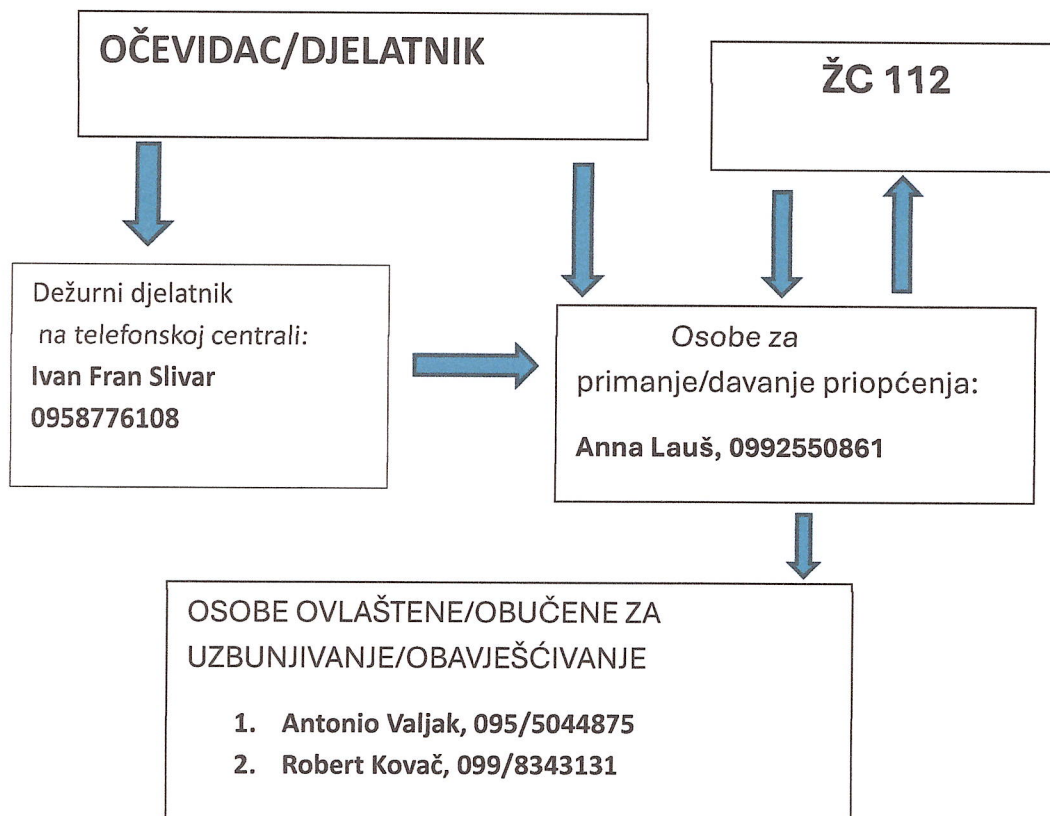 OČEVIDAC/DJELATNIK
ŽC 112
Dežurni djelatnik
na telefonskoj centrali:
Ivan Fran Slivar
0958776108
Osobe za
primanje/davanje priopćenja:
Anna Lauš, 0992550861
OSOBE OVLAŠTENE/OBUČENE ZA
UZBUNJIVANJE/OBAVJEŠĆIVANJE
1. Antonio Valjak, 095/5044875
2. Robert Kovač, 099/8343131